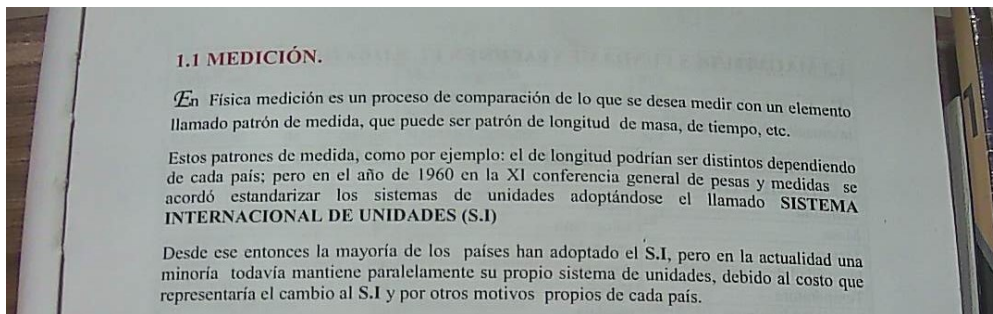 1.1 MEDICIÓN.
En Física medición es un proceso de comparación de lo que se desea medir con un elemento
llamado patrón de medida, que puede ser patrón de longitud de masa, de tiempo, etc.
Estos patrones de medida, como por ejemplo: el de longitud podrían ser distintos dependiendo
de cada país; pero en el año de 1960 en la XI conferencia general de pesas y medidas se
acordó estandarizar los sistemas de unidades adoptándose el llamado SISTEMA
INTERNACIONAL DE UNIDADES (S.I)
Desde ese entonces la mayoría de los países han adoptado el S.I, pero en la actualidad una
minoría todavía mantiene paralelamente su propio sistema de unidades, debido al costo que
representaría el cambio al S.I y por otros motivos propios de cada país.